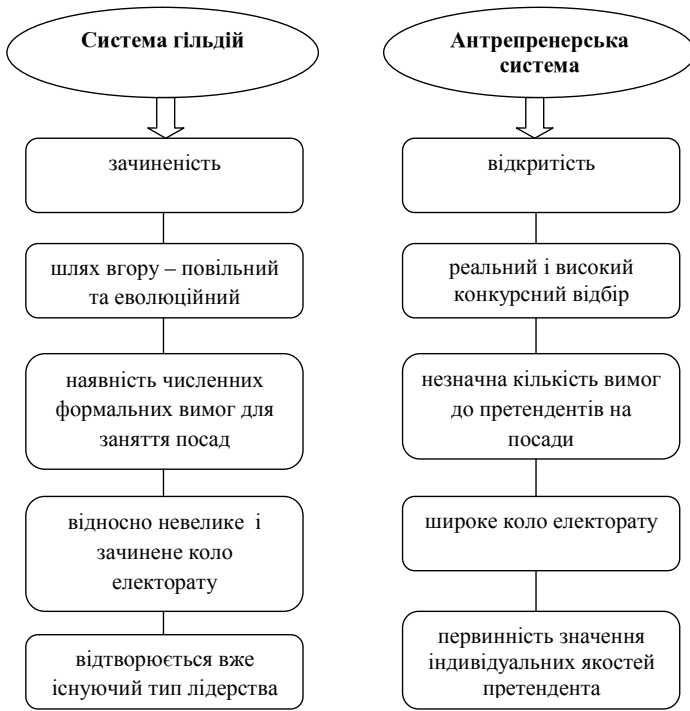 Система гільдій
зачиненість
шлях вгору – повільний
та еволюційний
наявність численних
формальних вимог для
заняття посад
відносно невелике і
зачинене коло
електорату
відтворюється вже
існуючий тип лідерства
Антрепренерська
система
відкритість
реальний і високий
конкурсний відбір
незначна кількість вимог
до претендентів на
посади
широке коло електорату
первинність значення
індивідуальних якостей
претендента